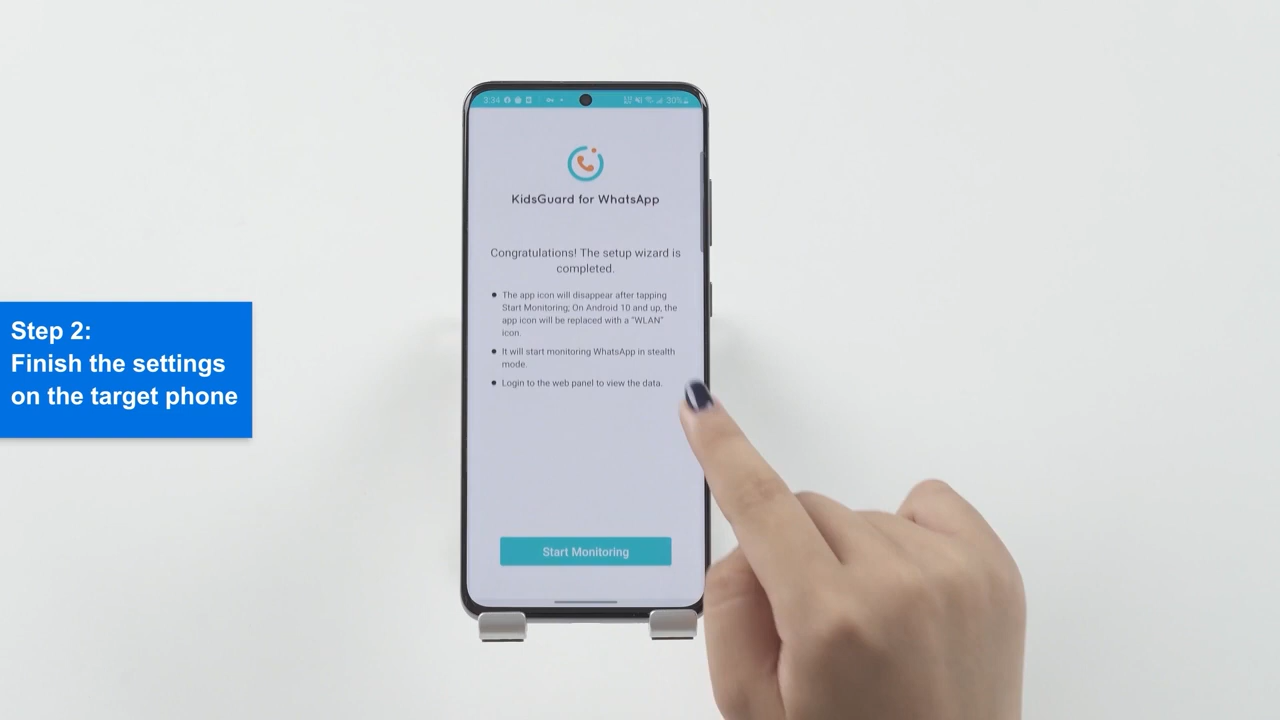 3:34
30%
KidsGuard for WhatsApp
Congratulations! The setup wizard is
completed.
The app icon will disappear after tapping
Start Monitoring; On Android 10 and up, the
app icon will be replaced with a "WLAN"
icon.
It will start monitoring WhatsApp in stealth
mode.
Login to the web panel to view the data.
Step 2:
Finish the settings
on the target phone
Start Monitoring